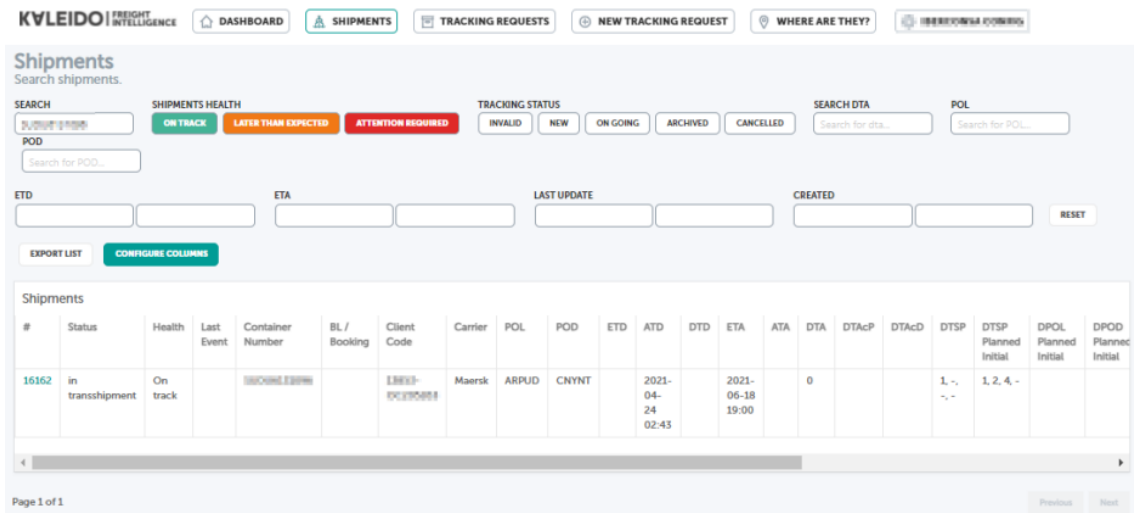 KALEIDO FREIGHT INTELLIGENCE DASHBOARD SHIPMENTS TRACKING REQUESTS NEW TRACKING REQUEST WHERE ARE THEY?
Shipments
Search shipments.
SEARCH SHIPMENTS HEALTH TRACKING STATUS SEARCH DTA POL
ON TRACK LATER THAN EXPECTED ATTENTION REQUIRED INVALID NEW ON GOING ARCHIVED CANCELLED Search for dta... Search for POL...
POD
Search for POD...
ETD ETA LAST UPDATE CREATED
RESET
EXPORT LIST CONFIGURE COLUMNS
Shipments
# Status Health Last Event Container Number BL / Booking Client Code Carrier POL POD ETD ATD DTD ETA ATA DTA DTAcP DTAcD DTSP DTSP Planned Initial DPOL Planned Initial DPOD Planned Initial
16162 in transshipment On track Maersk ARPUD CNYNT 2021-04-24 02:43 2021-06-18 19:00 0 1, -, -, - 1, 2, 4, -
Page 1 of 1 Previous Next